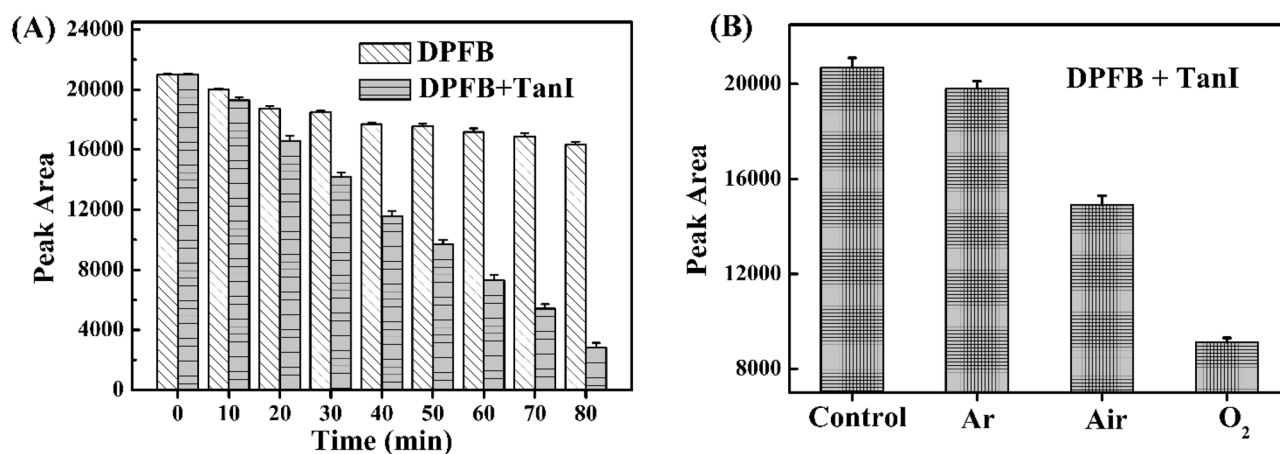 (A)
24000
20000
16000
12000
8000
4000
0
Peak Area
DPFB
DPFB+TanI
0 10 20 30 40 50 60 70 80
Time (min)
(B)
20000
16000
12000
8000
Peak Area
DPFB + TanI
Control Ar Air O₂